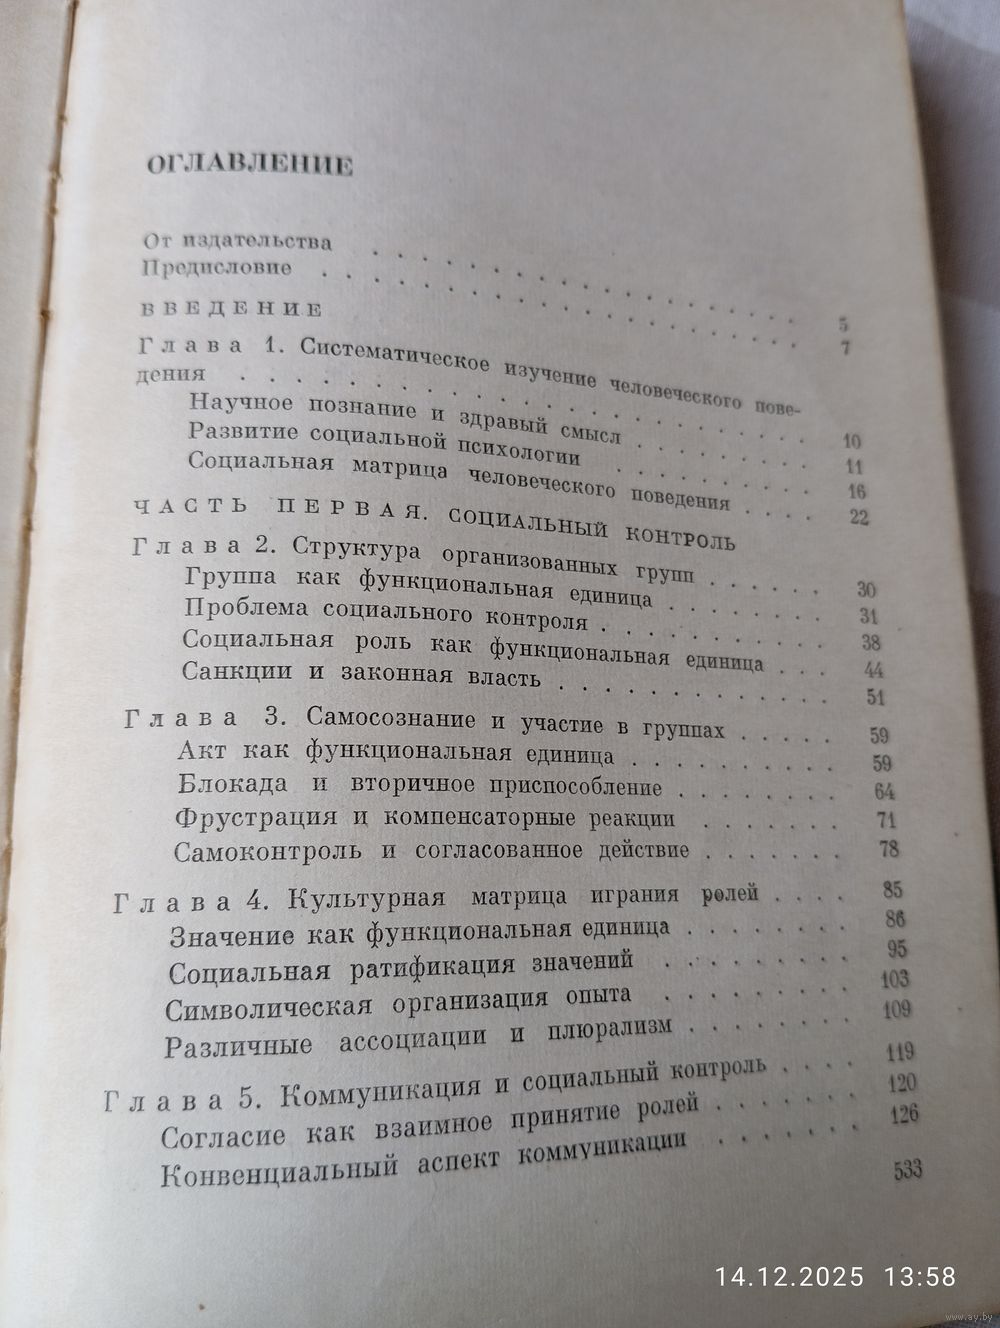 ОГЛАВЛЕНИЕ
От издательства . . . . . . . . . . . . . . . . . . 5
Предисловие . . . . . . . . . . . . . . . . . . . . 7
ВВЕДЕНИЕ
Глава 1. Систематическое изучение человеческого пове-
дения . . . . . . . . . . . . . . . . . . . . 10
Научное познание и здравый смысл . . . . . . . . 11
Развитие социальной психологии . . . . . . . . 16
Социальная матрица человеческого поведения . . . . 22
ЧАСТЬ ПЕРВАЯ. СОЦИАЛЬНЫЙ КОНТРОЛЬ
Глава 2. Структура организованных групп . . . . . . 30
Группа как функциональная единица . . . . . . . . 31
Проблема социального контроля . . . . . . . . . . 38
Социальная роль как функциональная единица . . . 44
Санкции и законная власть . . . . . . . . . . . . 51
Глава 3. Самосознание и участие в группах . . . . . 59
Акт как функциональная единица . . . . . . . . . 59
Блокада и вторичное приспособление . . . . . . . . 64
Фрустрация и компенсаторные реакции . . . . . . . 71
Самоконтроль и согласованное действие . . . . . . . 78
Глава 4. Культурная матрица играния ролей . . . . 85
Значение как функциональная единица . . . . . . . 86
Социальная ратификация значений . . . . . . . . 95
Символическая организация опыта . . . . . . . . 103
Различные ассоциации и плюрализм . . . . . . . . 109
Глава 5. Коммуникация и социальный контроль . . . . 119
Согласие как взаимное принятие ролей . . . . . . . 120
Конвенциальный аспект коммуникации . . . . . . . 126
533
14.12.2025 13:58
www.ay.by